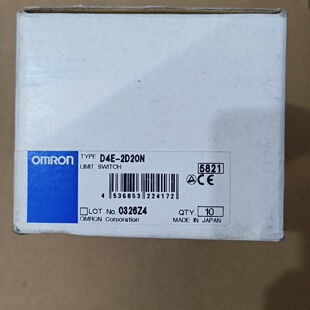 OMRON
TYPE D4E-2D20N
LIMIT SWITCH
5821
CE
4 536853 224172
LOT No. 0326Z4
QTY. 10
OMRON Corporation
MADE IN JAPAN